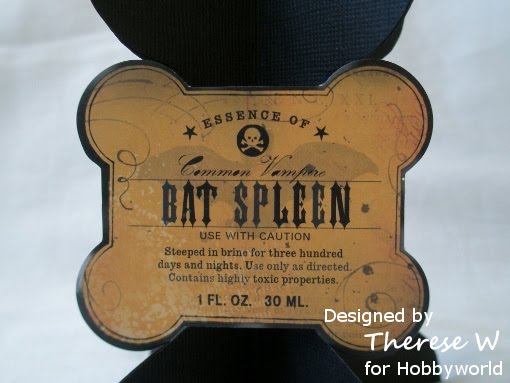 ESSENCE OF
Common Vampire
BAT SPLEEN
USE WITH CAUTION
Steeped in brine for three hundred
days and nights. Use only as directed.
Contains highly toxic properties.
1 FL. OZ. 30 ML.
Designed by
Therese W
for Hobbyworld